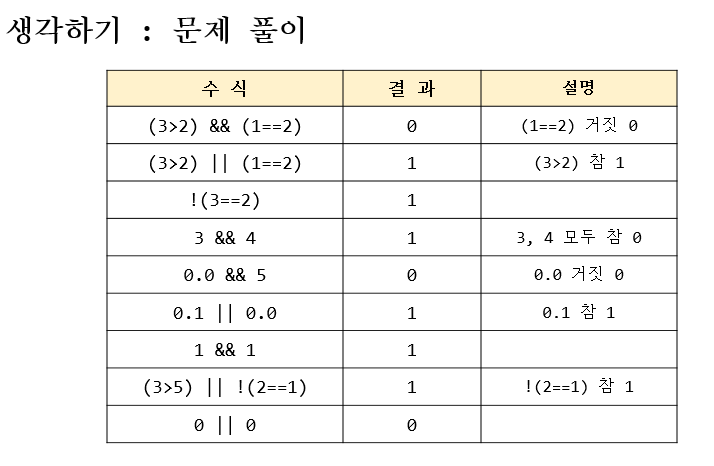 생각하기 : 문제 풀이
수 식 결 과 설명
(3>2) && (1==2) 0 (1==2) 거짓 0
(3>2) || (1==2) 1 (3>2) 참 1
!(3==2) 1
3 && 4 1 3, 4 모두 참 0
0.0 && 5 0 0.0 거짓 0
0.1 || 0.0 1 0.1 참 1
1 && 1 1
(3>5) || !(2==1) 1 !(2==1) 참 1
0 || 0 0